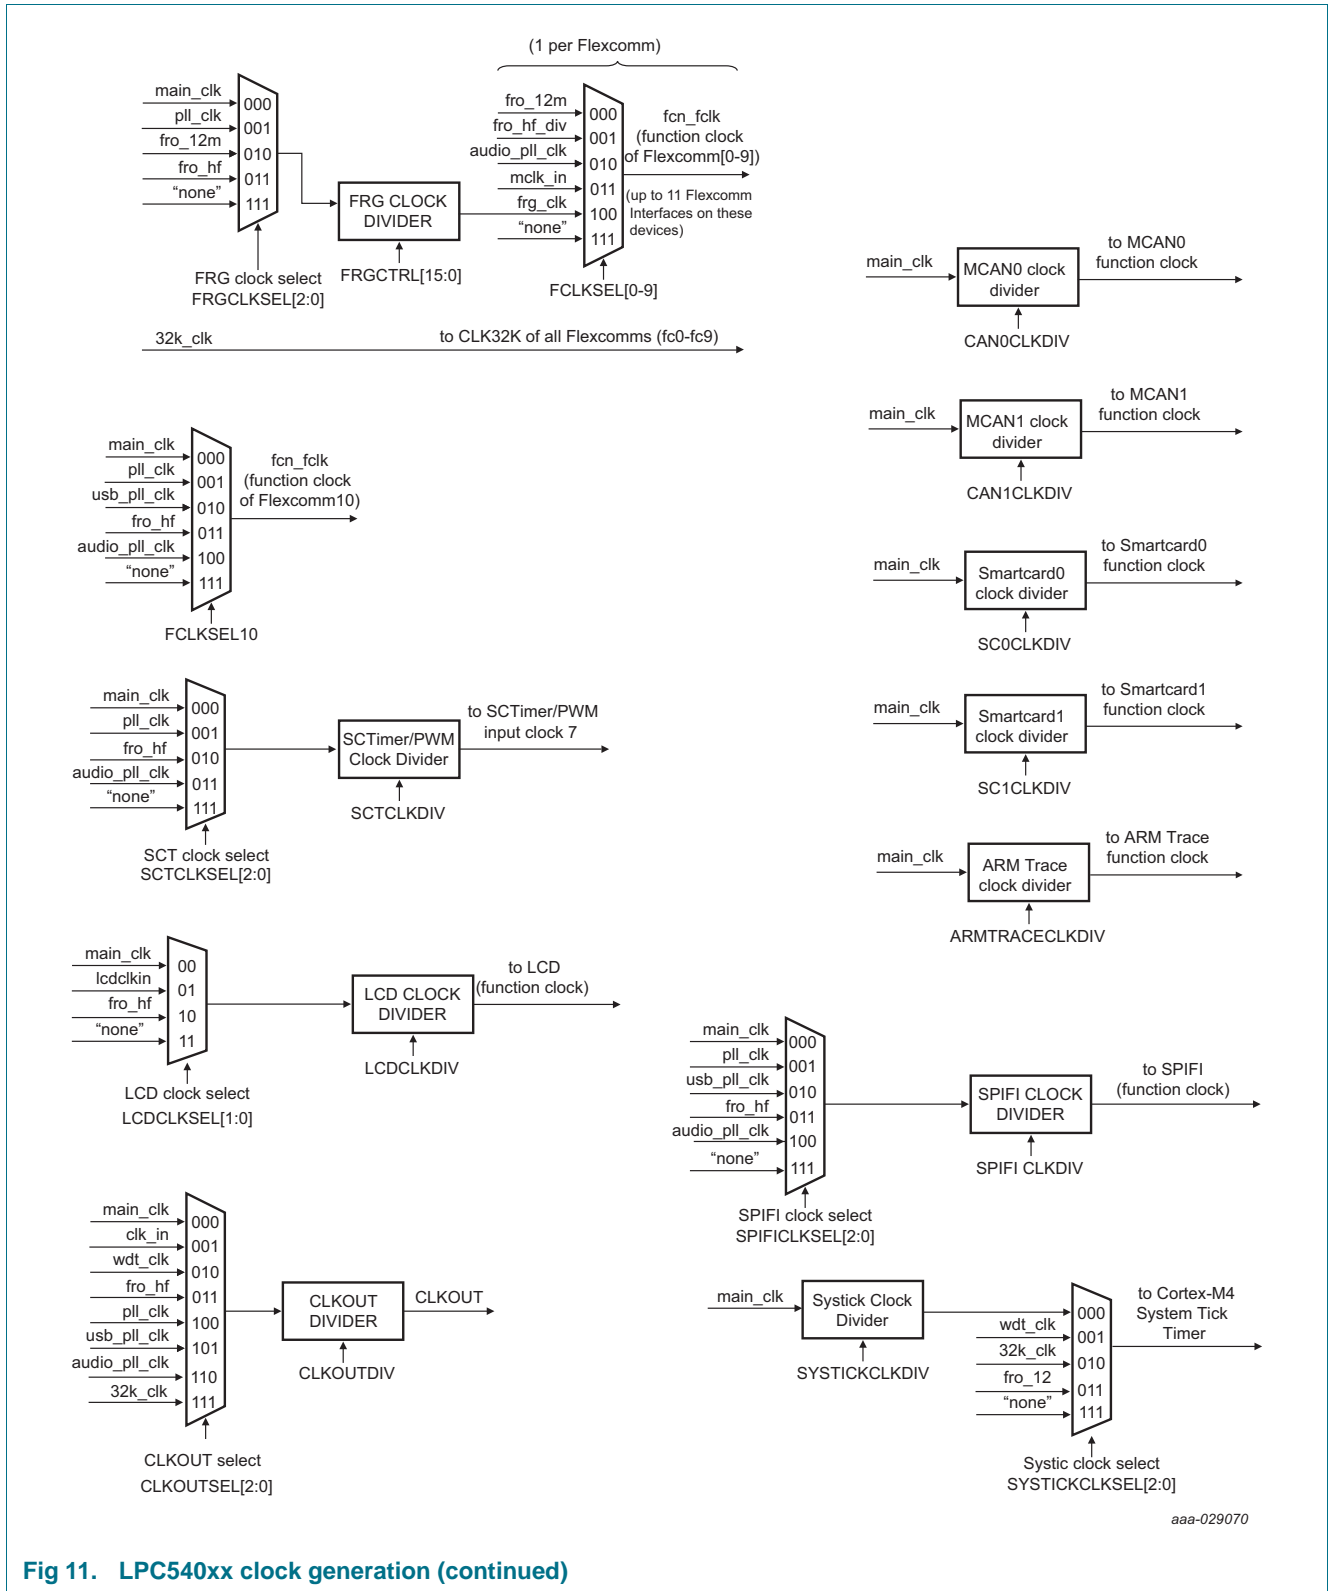 (1 per Flexcomm)
main_clk
pll_clk
fro_12m
fro_hf
“none”
000
001
010
011
111
FRG clock select
FRGCLKSEL[2:0]
FRG CLOCK
DIVIDER
FRGCTRL[15:0]
fro_12m
fro_hf_div
audio_pll_clk
mclk_in
frg_clk
“none”
000
001
010
011
100
111
FCLKSEL[0-9]
fcn_fclk
(function clock
of Flexcomm[0-9])
(up to 11 Flexcomm
Interfaces on these
devices)
32k_clk
to CLK32K of all Flexcomms (fc0-fc9)
main_clk
MCAN0 clock
divider
CAN0CLKDIV
to MCAN0
function clock
main_clk
MCAN1 clock
divider
CAN1CLKDIV
to MCAN1
function clock
main_clk
pll_clk
usb_pll_clk
fro_hf
audio_pll_clk
“none”
000
001
010
011
100
111
FCLKSEL10
fcn_fclk
(function clock
of Flexcomm10)
main_clk
Smartcard0
clock divider
SC0CLKDIV
to Smartcard0
function clock
main_clk
pll_clk
fro_hf
audio_pll_clk
“none”
000
001
010
011
111
SCT clock select
SCTCLKSEL[2:0]
SCTimer/PWM
Clock Divider
SCTCLKDIV
to SCTimer/PWM
input clock 7
main_clk
Smartcard1
clock divider
SC1CLKDIV
to Smartcard1
function clock
main_clk
ARM Trace
clock divider
ARMTRACECLKDIV
to ARM Trace
function clock
main_clk
lcdclkin
fro_hf
“none”
00
01
10
11
LCD clock select
LCDCLKSEL[1:0]
LCD CLOCK
DIVIDER
LCDCLKDIV
to LCD
(function clock)
main_clk
pll_clk
usb_pll_clk
fro_hf
audio_pll_clk
“none”
000
001
010
011
100
111
SPIFI clock select
SPIFICLKSEL[2:0]
SPIFI CLOCK
DIVIDER
SPIFI CLKDIV
to SPIFI
(function clock)
main_clk
clk_in
wdt_clk
fro_hf
pll_clk
usb_pll_clk
audio_pll_clk
32k_clk
000
001
010
011
100
101
110
111
CLKOUT select
CLKOUTSEL[2:0]
CLKOUT
DIVIDER
CLKOUTDIV
CLKOUT
main_clk
Systick Clock
Divider
SYSTICKCLKDIV
wdt_clk
32k_clk
fro_12
“none”
000
001
010
011
111
Systic clock select
SYSTICKCLKSEL[2:0]
to Cortex-M4
System Tick
Timer
aaa-029070
Fig 11. LPC540xx clock generation (continued)